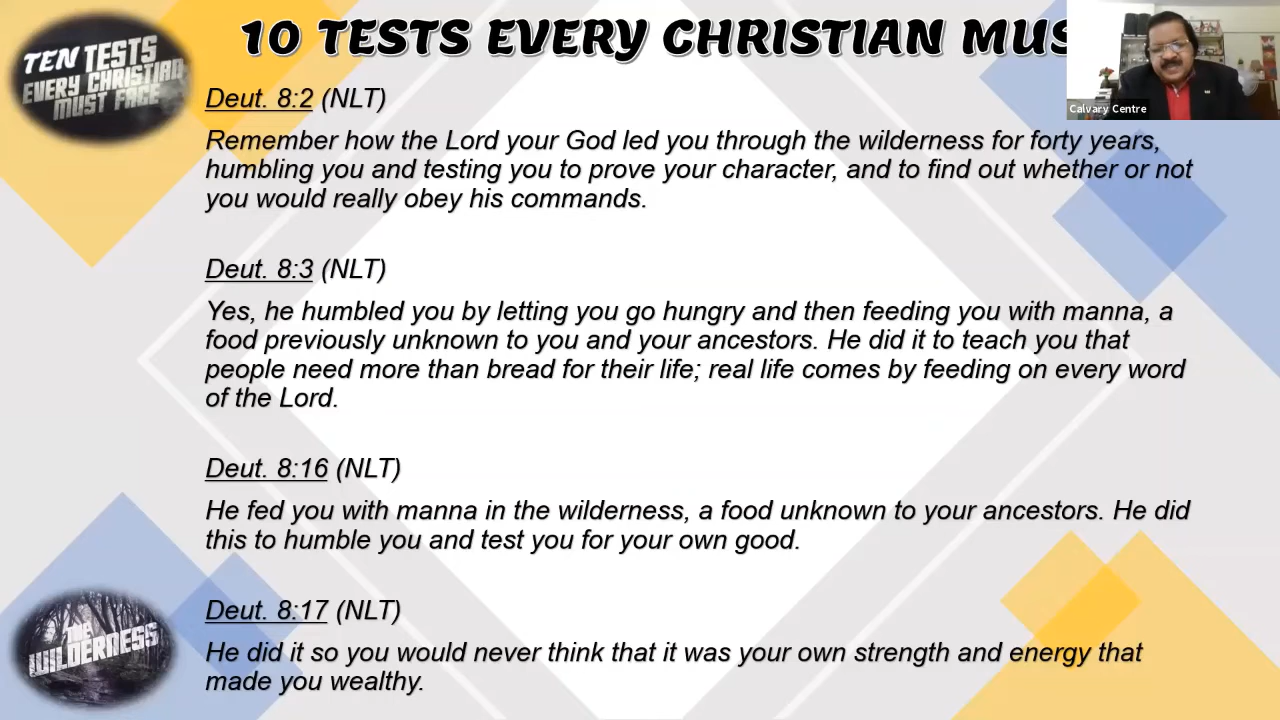 10 TESTS EVERY CHRISTIAN MUS
TEN TESTS
EVERY CHRISTIAN
MUST FACE
Calvary Centre
Deut. 8:2 (NLT)
Remember how the Lord your God led you through the wilderness for forty years,
humbling you and testing you to prove your character, and to find out whether or not
you would really obey his commands.
Deut. 8:3 (NLT)
Yes, he humbled you by letting you go hungry and then feeding you with manna, a
food previously unknown to you and your ancestors. He did it to teach you that
people need more than bread for their life; real life comes by feeding on every word
of the Lord.
Deut. 8:16 (NLT)
He fed you with manna in the wilderness, a food unknown to your ancestors. He did
this to humble you and test you for your own good.
Deut. 8:17 (NLT)
He did it so you would never think that it was your own strength and energy that
made you wealthy.
THE
WILDERNESS